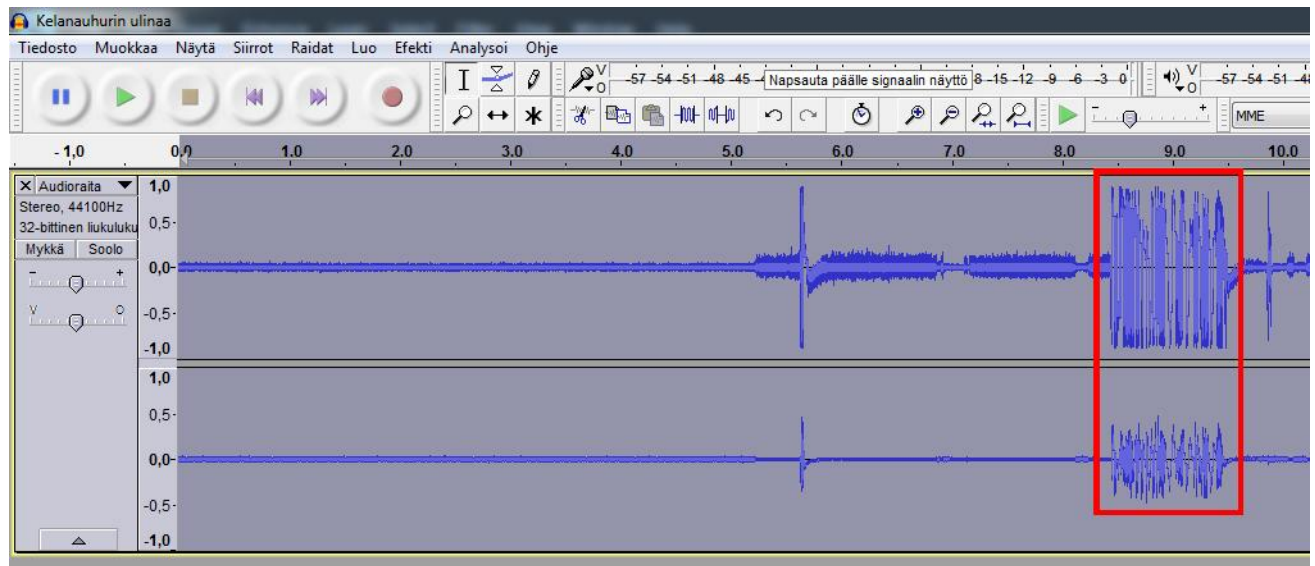 Kelanauhurin ulinaa
Tiedosto Muokkaa Näytä Siirrot Raidat Luo Efekti Analysoi Ohje
V O -57 -54 -51 -48 -45 -4 Napsauta päälle signaalin näyttö 8 -15 -12 -9 -6 -3 0 V O -57 -54 -51 -48
- + MME
- 1,0 0,0 1.0 2.0 3.0 4.0 5.0 6.0 7.0 8.0 9.0 10.0
X Audioraita 1,0
Stereo, 44100Hz
32-bittinen liukuluku 0,5-
Mykkä Soolo
- + 0,0-
V O -0,5-
-1,0
1,0
0,5-
0,0-
-0,5-
-1,0